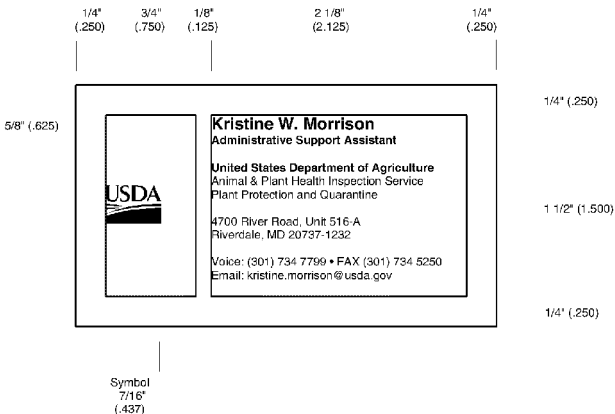 1/4" 3/4" 1/8" 2 1/8" 1/4"
(.250) (.750) (.125) (2.125) (.250)
1/4" (.250)
5/8" (.625)
Kristine W. Morrison
Administrative Support Assistant
United States Department of Agriculture
Animal & Plant Health Inspection Service
Plant Protection and Quarantine
USDA
1 1/2" (1.500)
4700 River Road, Unit 516-A
Riverdale, MD 20737-1232
Voice: (301) 734 7799 • FAX (301) 734 5250
Email: kristine.morrison@usda.gov
1/4" (.250)
Symbol
7/16"
(.437)